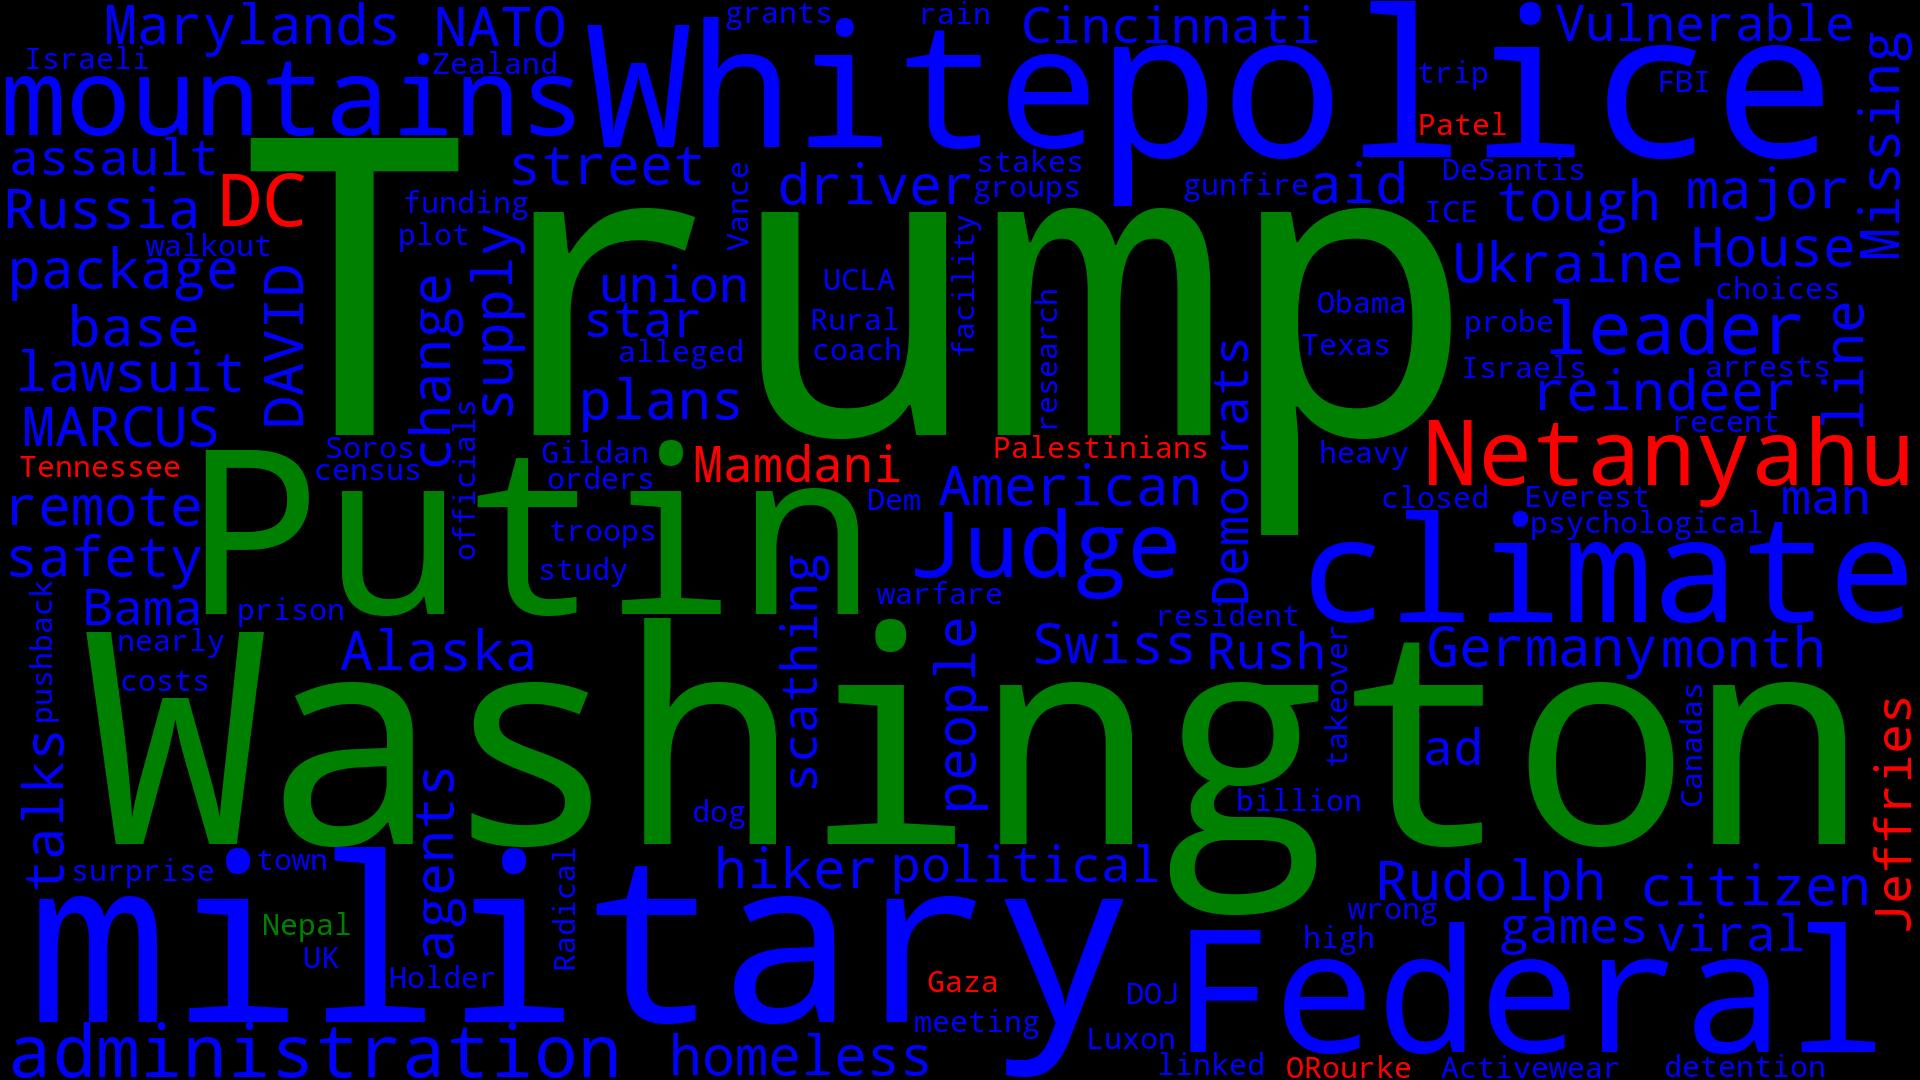 Marylands
NATO
grants
rain
Cincinnati
Vulnerable
Israeli
Zealand
mountains
White
police
trip
FBI
Missing
Patel
assault
street
stakes
driver
groups
gunfire
aid
DeSantis
tough
major
Russia
DC
funding
Vance
ICE
walkout
plot
package
Trump
Ukraine
House
DAVID
change
supply
union
UCLA
facility
research
Obama
choices
base
star
Rural
Texas
probe
leader
line
lawsuit
alleged
coach
Israels
arrests
plans
Democrats
reindeer
MARCUS
recent
Soros
officials
Gildan
Mamdani
Palestinians
heavy
Netanyahu
Tennessee
census
orders
American
remote
Putin
Dem
closed
Everest
man
troops
Judge
psychological
safety
study
scathing
climate
pushback
Bama
prison
warfare
resident
nearly
Alaska
people
Swiss
Rush
takeover
Germany
month
costs
Washington
Canadas
Jeffries
talks
agents
dog
billion
ad
surprise
town
Radical
hiker
political
Rudolph
citizen
military
Nepal
wrong
games
viral
UK
high
Holder
Gaza
DOJ
Federal
meeting
administration
homeless
Luxon
linked
ORourke
Activewear
detention